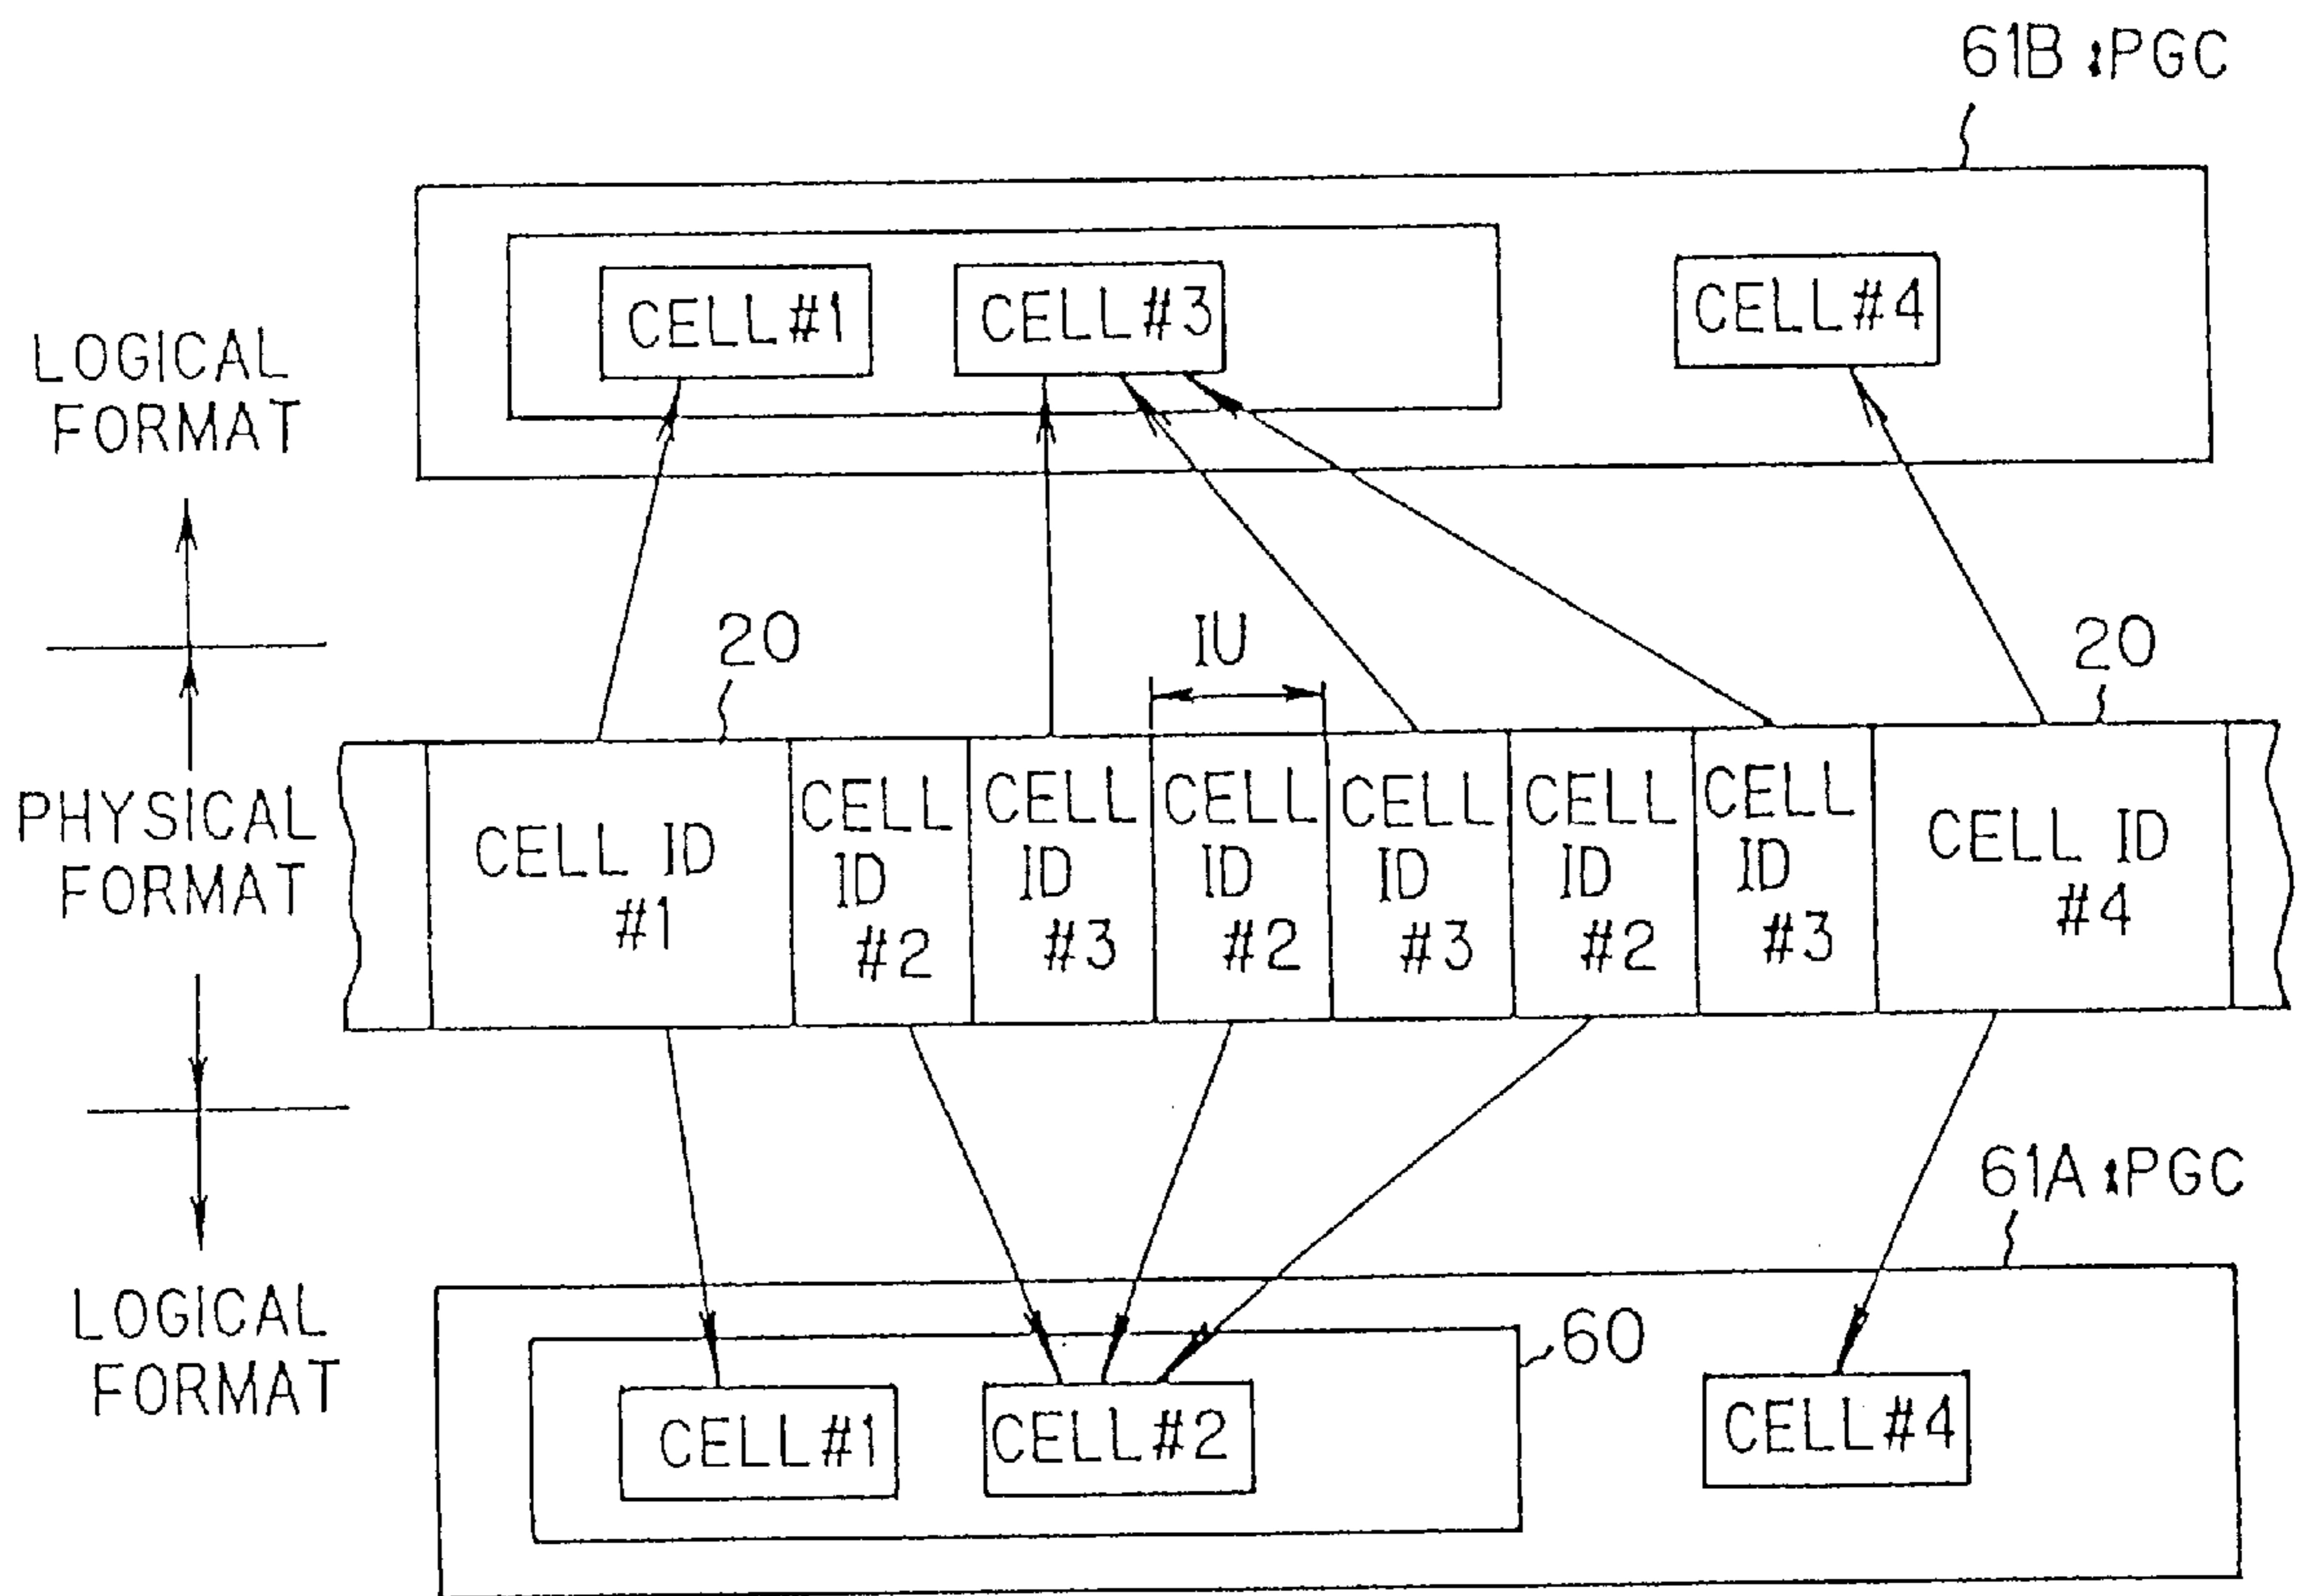 61B :PGC
CELL#1
CELL#3
CELL#4
LOGICAL
FORMAT
20
IU
20
PHYSICAL
FORMAT
CELL ID
#1
CELL
ID
#2
CELL
ID
#3
CELL
ID
#2
CELL
ID
#3
CELL
ID
#2
CELL
ID
#3
CELL ID
#4
61A :PGC
LOGICAL
FORMAT
60
CELL#1
CELL#2
CELL#4